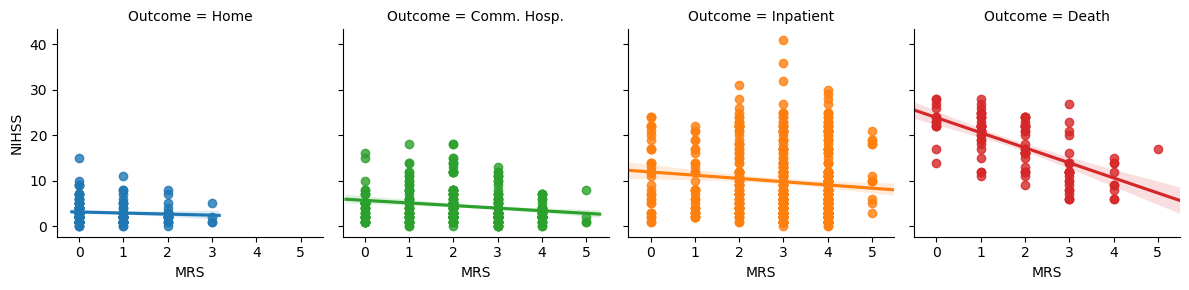 Outcome = Home
Outcome = Comm. Hosp.
Outcome = Inpatient
Outcome = Death
NIHSS
40
30
20
10
0
0 1 2 3 4 5
0 1 2 3 4 5
0 1 2 3 4 5
0 1 2 3 4 5
MRS
MRS
MRS
MRS